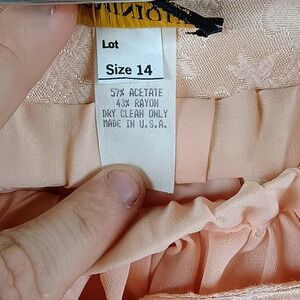 Lot
Size 14
57% ACETATE
43% RAYON
DRY CLEAN ONLY
MADE IN U.S.A.